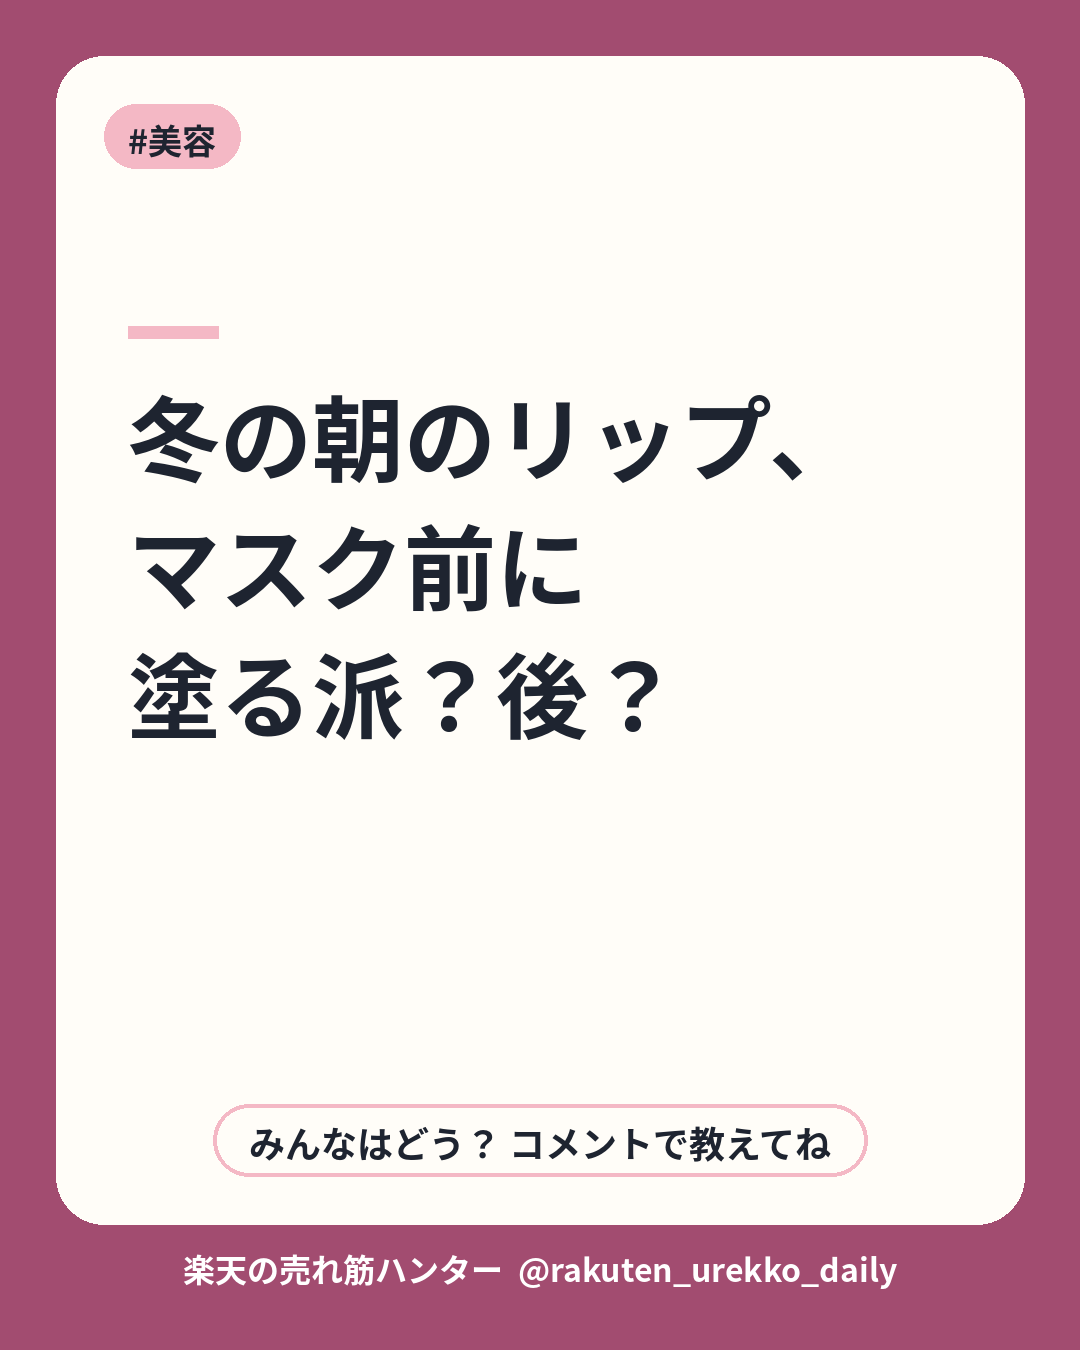 #美容
冬の朝のリップ、
マスク前に
塗る派？後？
みんなはどう？ コメントで教えてね
楽天の売れ筋ハンター @rakuten_urekko_daily